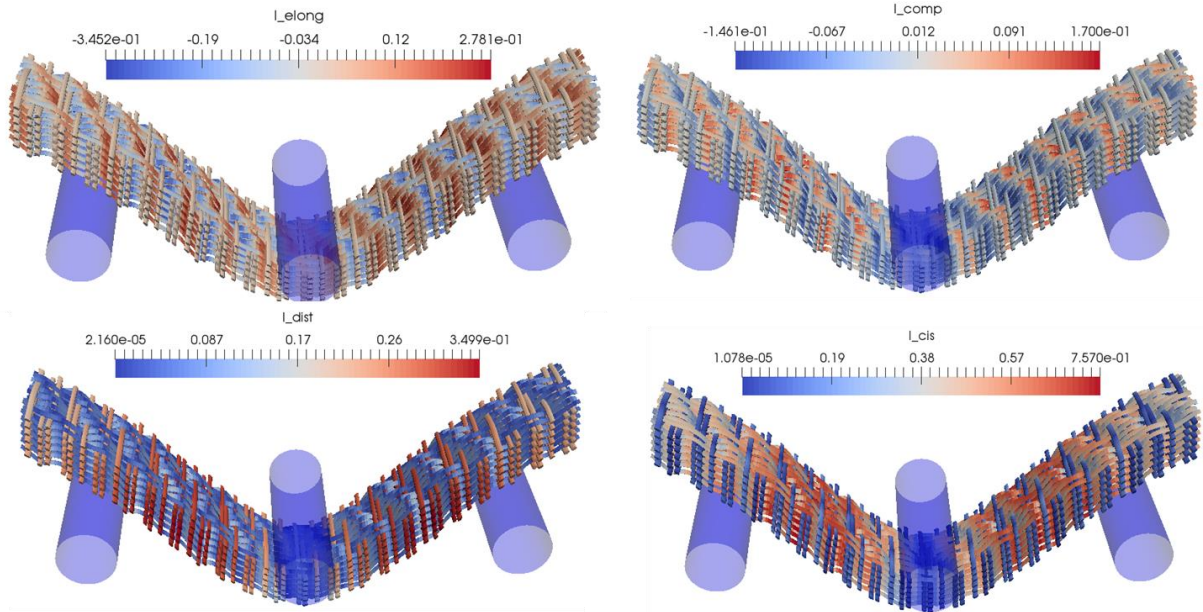 I_elong
-3.452e-01 -0.19 -0.034 0.12 2.781e-01
I_comp
-1.461e-01 -0.067 0.012 0.091 1.700e-01
I_dist
2.160e-05 0.087 0.17 0.26 3.499e-01
I_cis
1.078e-05 0.19 0.38 0.57 7.570e-01